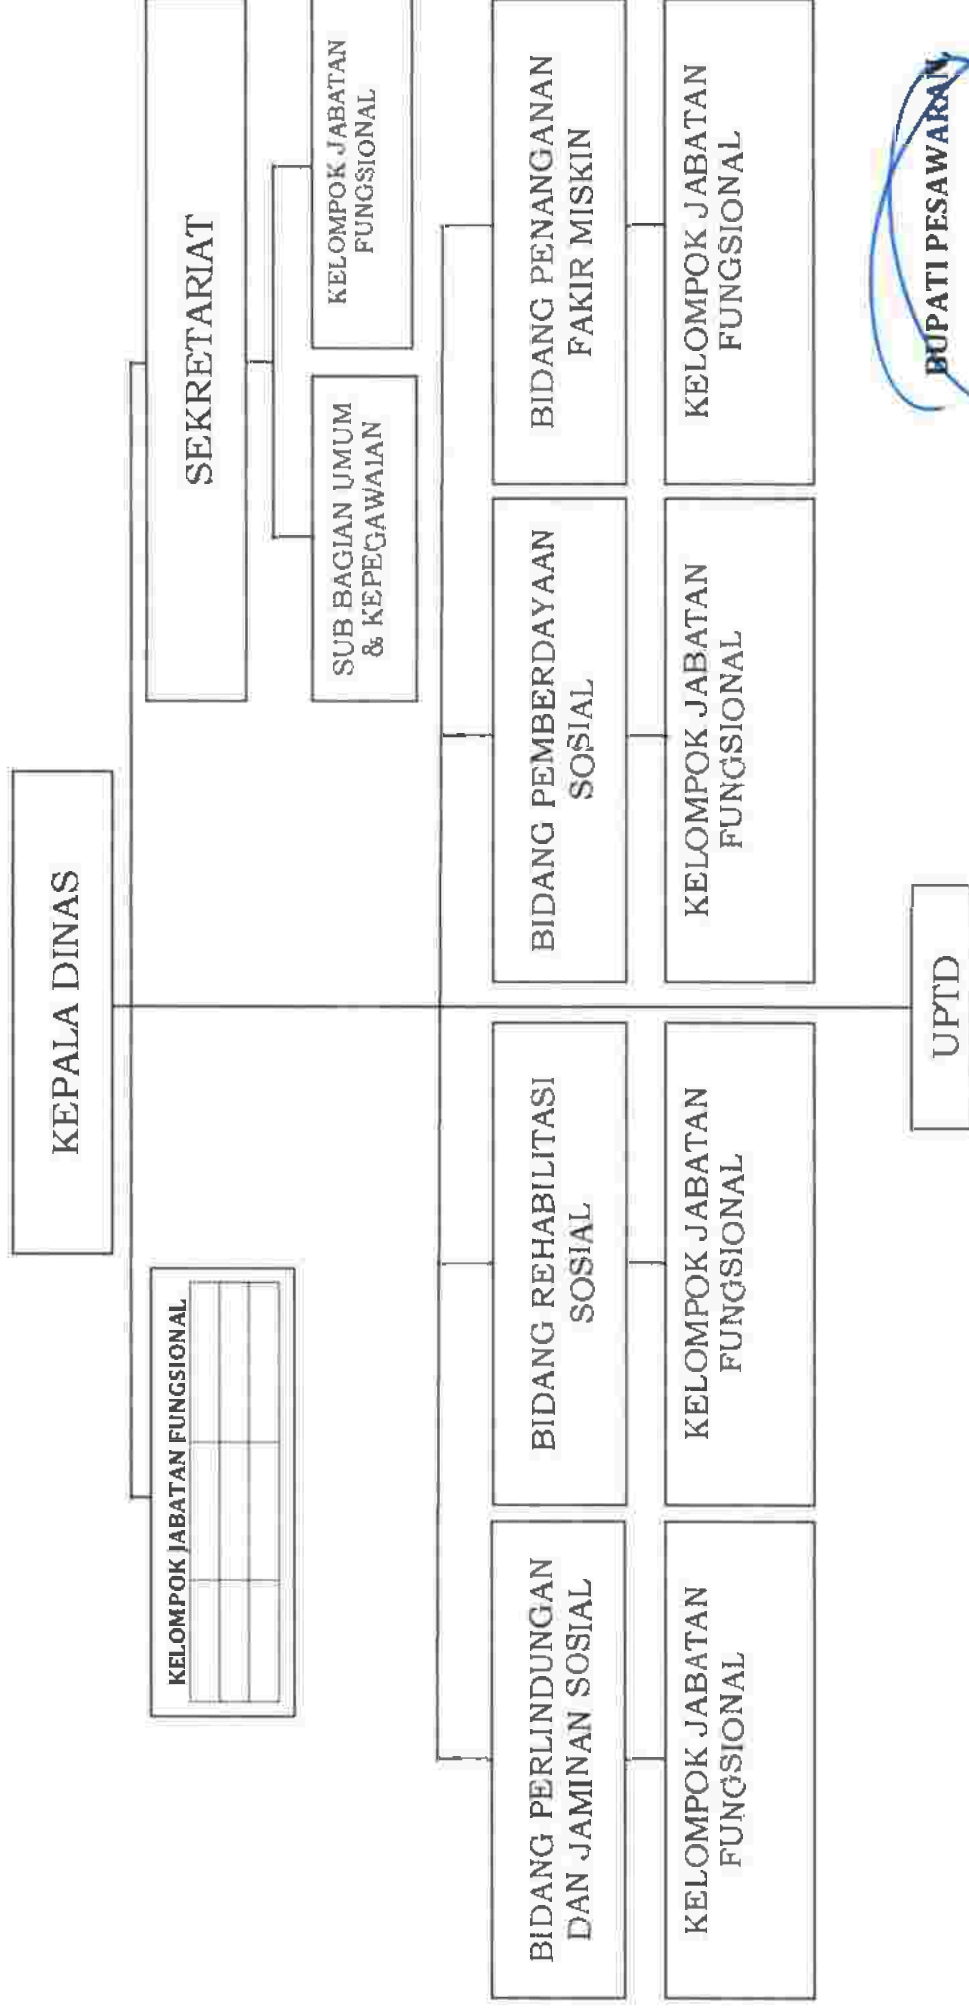 KEPALA DINAS
KELOMPOK JABATAN FUNGSIONAL
SEKRETARIAT
SUB BAGIAN UMUM
& KEPEGAWAIAN
KELOMPOK JABATAN
FUNGSIONAL
BIDANG PERLINDUNGAN
DAN JAMINAN SOSIAL
BIDANG REHABILITASI
SOSIAL
BIDANG PEMBERDAYAAN
SOSIAL
BIDANG PENANGANAN
FAKIR MISKIN
KELOMPOK JABATAN
FUNGSIONAL
KELOMPOK JABATAN
FUNGSIONAL
KELOMPOK JABATAN
FUNGSIONAL
KELOMPOK JABATAN
FUNGSIONAL
UPTD
BUPATI PESAWARAN